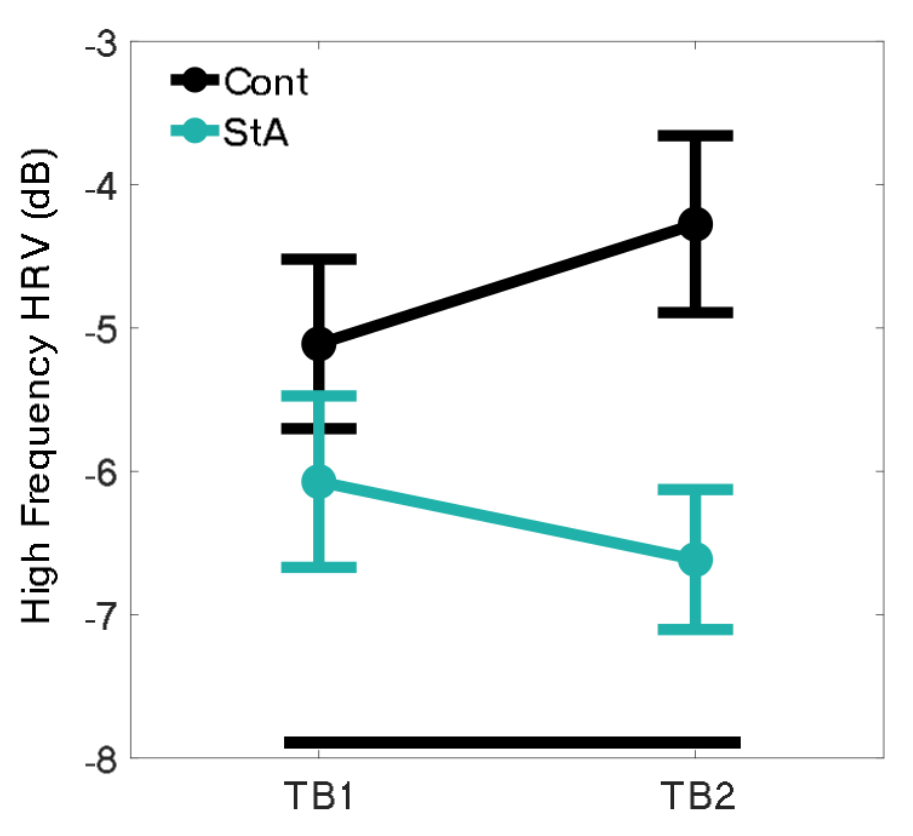 High Frequency HRV (dB)
-3
-4
-5
-6
-7
-8
Cont
StA
TB1 TB2